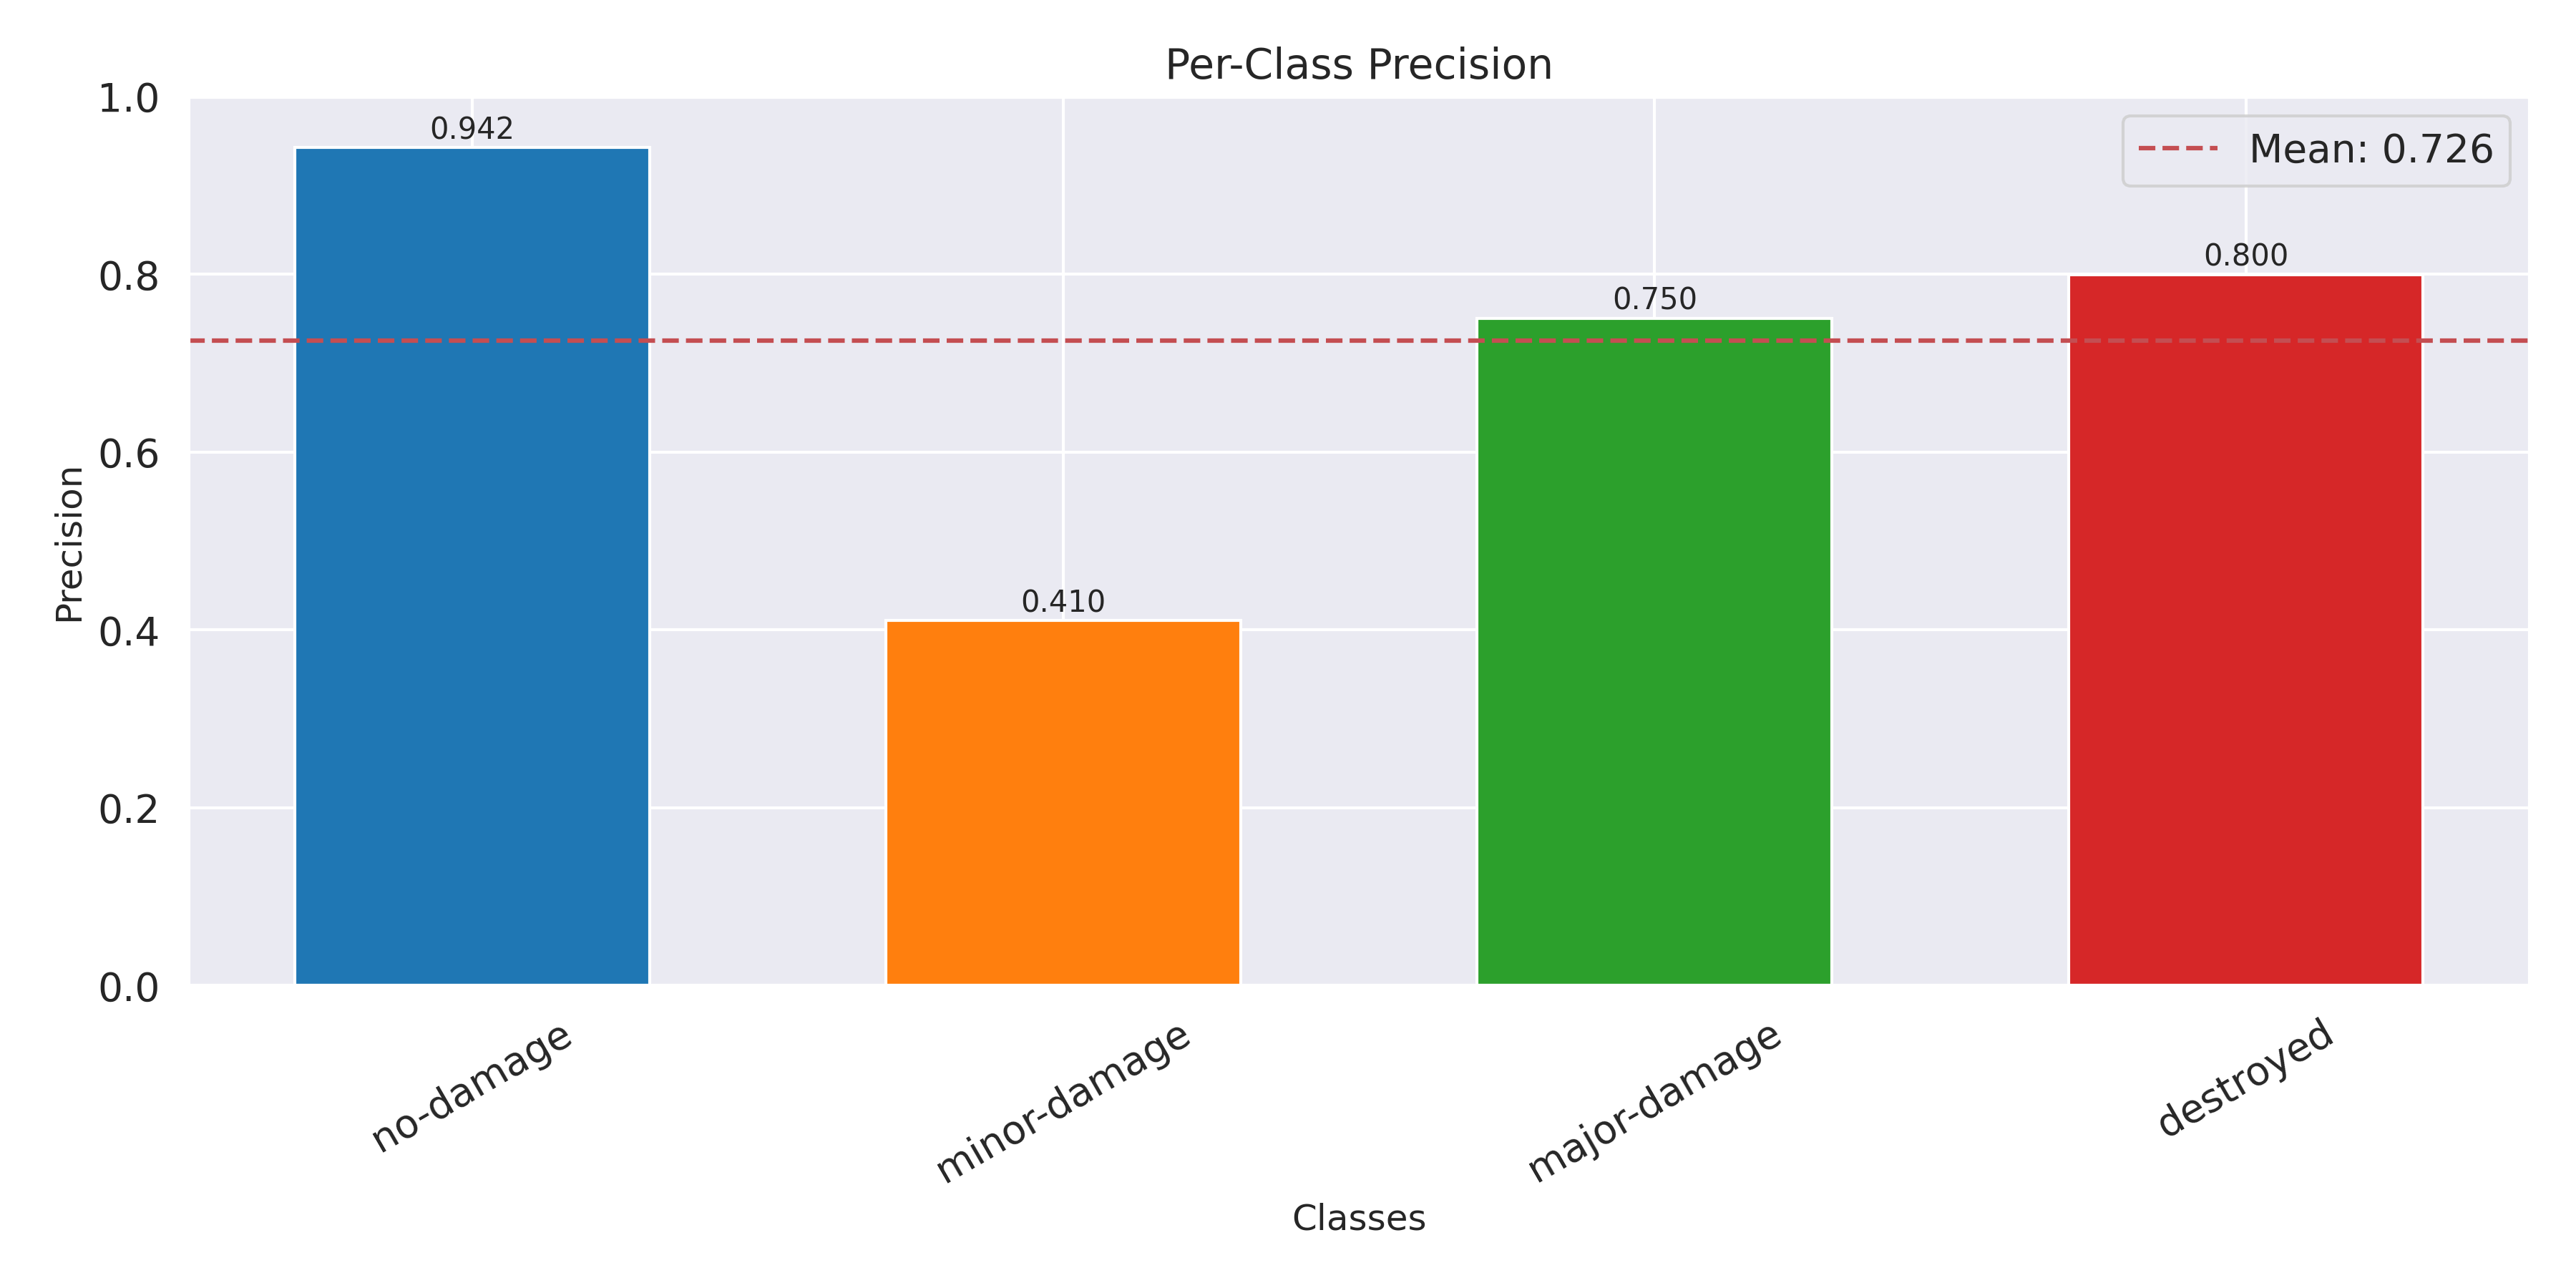 Per-Class Precision
1.0
0.8
0.6
0.4
0.2
0.0
Precision
0.942
0.410
0.750
0.800
Mean: 0.726
no-damage
minor-damage
major-damage
destroyed
Classes